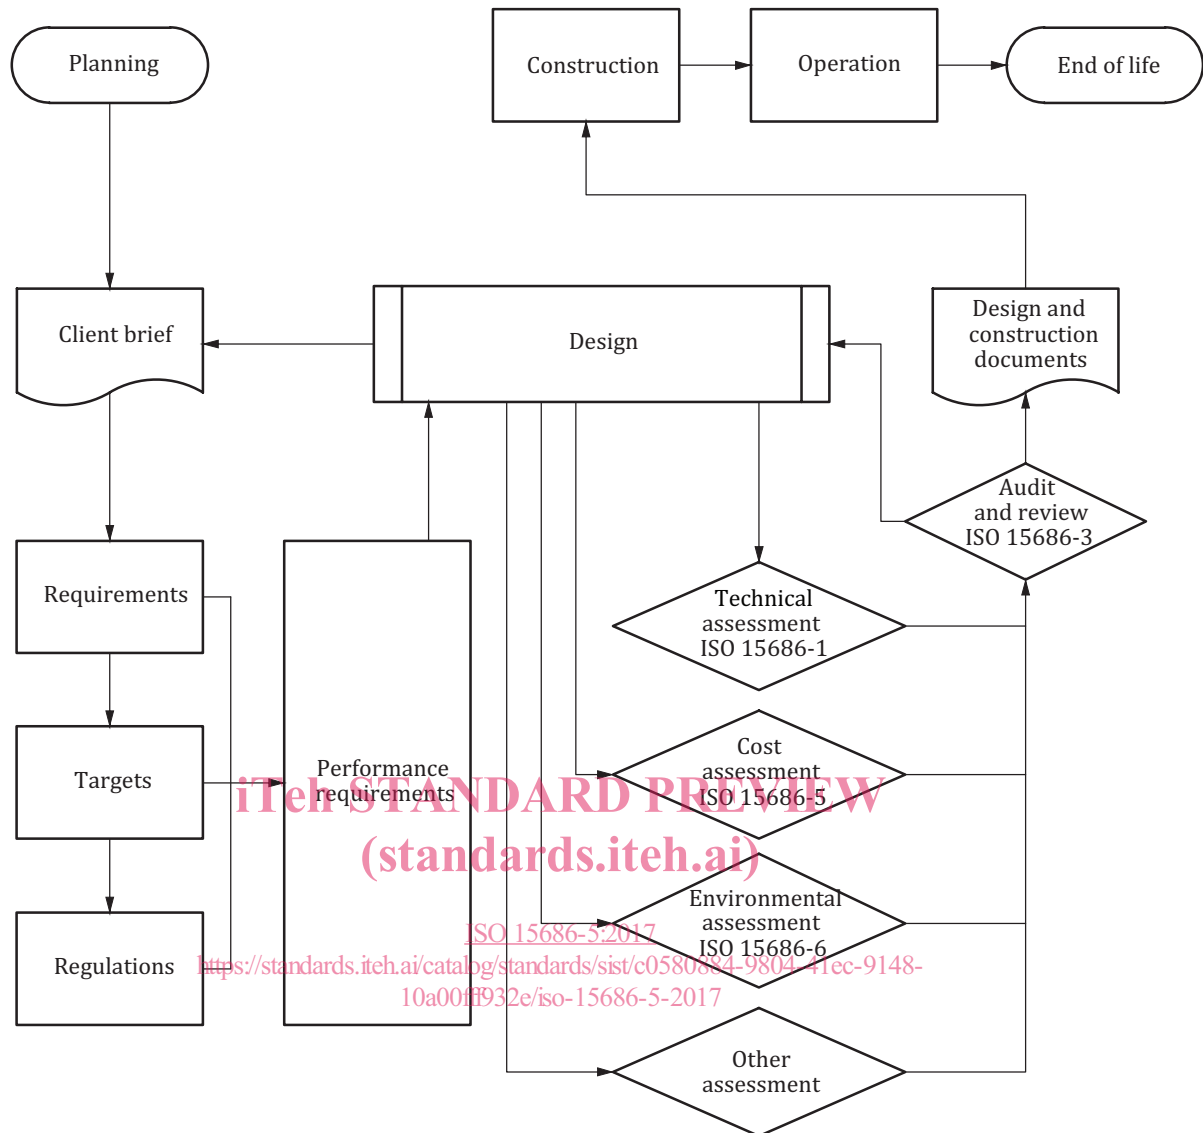 Planning
Construction
Operation
End of life
Client brief
Design
Design and
construction
documents
Audit
and review
ISO 15686-3
Requirements
Technical
assessment
ISO 15686-1
Targets
Performance
requirements
Cost
assessment
ISO 15686-5
iTeh STANDARD PREVIEW
(standards.iteh.ai)
Regulations
Environmental
assessment
ISO 15686-6
ISO 15686-5:2017
https://standards.iteh.ai/catalog/standards/sist/c0580884-9804-41ec-9148-
10a00fff932e/iso-15686-5-2017
Other
assessment